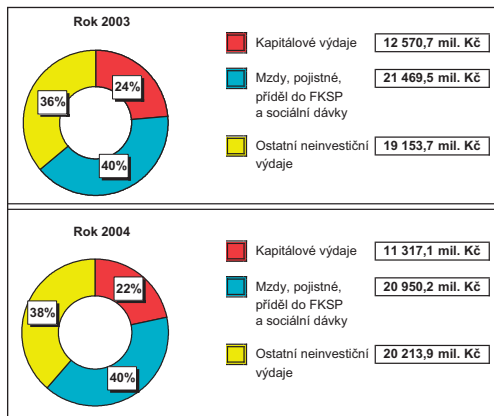 Rok 2003
24%
36%
40%
Kapitálové výdaje 12 570,7 mil. Kč
Mzdy, pojistné, 21 469,5 mil. Kč
příděl do FKSP
a sociální dávky
Ostatní neinvestiční 19 153,7 mil. Kč
výdaje
Rok 2004
22%
38%
40%
Kapitálové výdaje 11 317,1 mil. Kč
Mzdy, pojistné, 20 950,2 mil. Kč
příděl do FKSP
a sociální dávky
Ostatní neinvestiční 20 213,9 mil. Kč
výdaje